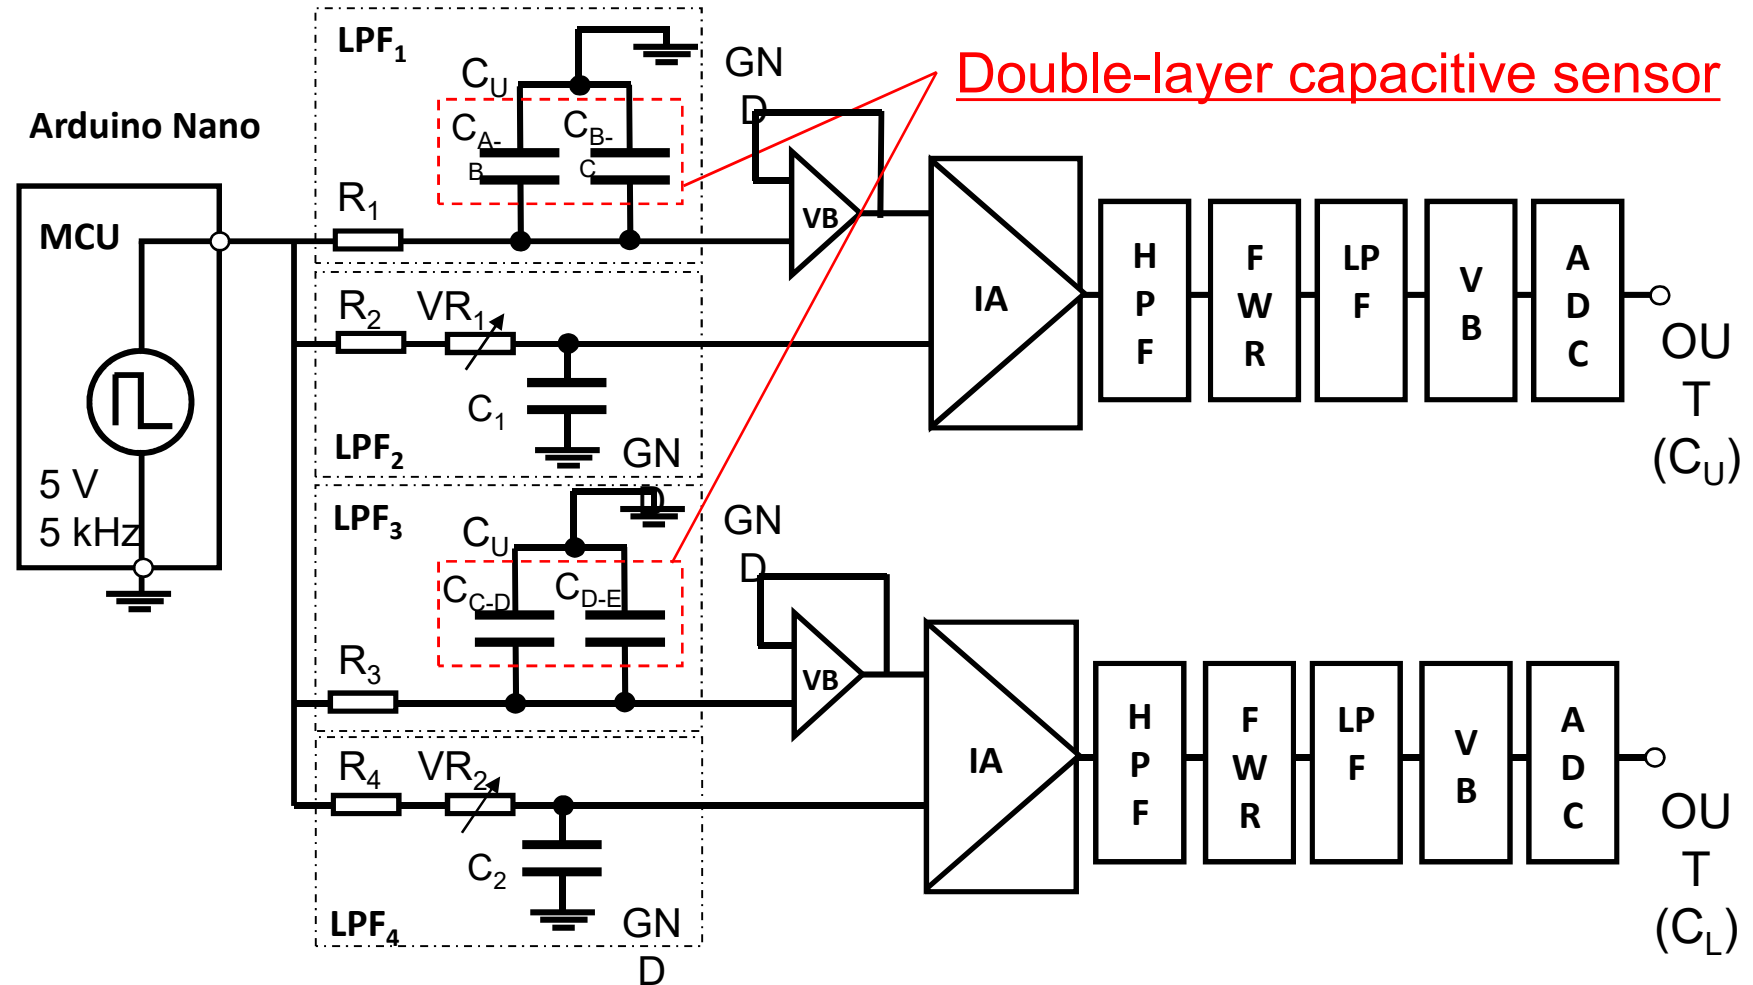 LPF1
GN
D
Double-layer capacitive sensor
CU
Arduino Nano
CA-
B
CB-
C
R1
MCU
VB
IA
H
P
F
F
W
R
LP
F
V
B
A
D
C
R2
VR1
OU
T
(CU)
C1
LPF2
GN
D
5 V
5 kHz
LPF3
CU
GN
D
CC-D
CD-E
R3
VB
IA
H
P
F
F
W
R
LP
F
V
B
A
D
C
R4
VR2
OU
T
(CL)
C2
LPF4
GN
D